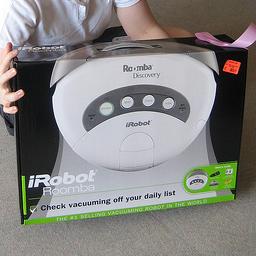 Roomba
Discovery
iRobot
iRobot
Roomba
Check vacuuming off your daily list
THE #1 SELLING VACUUMING ROBOT IN THE WORLD